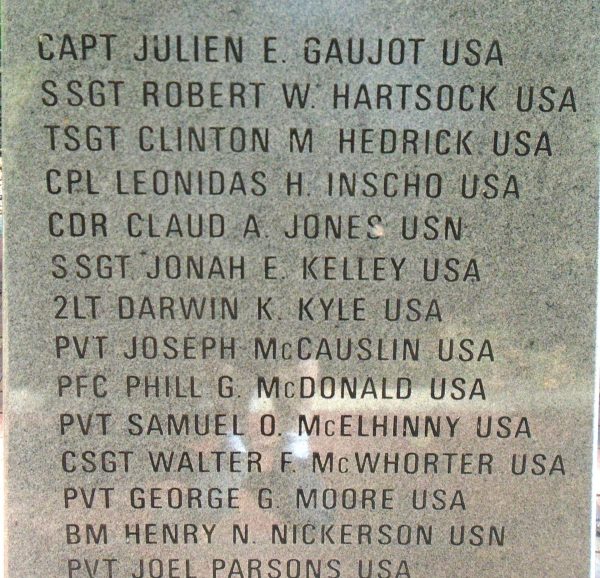 CAPT JULIEN E. GAUJOT USA
SSGT ROBERT W. HARTSOCK USA
TSGT CLINTON M HEDRICK USA
CPL LEONIDAS H. INSCHO USA
CDR CLAUD A. JONES USN
SSGT JONAH E. KELLEY USA
2LT DARWIN K. KYLE USA
PVT JOSEPH McCAUSLIN USA
PFC PHILL G. McDONALD USA
PVT SAMUEL O. McELHINNY USA
CSGT WALTER F. McWHORTER USA
PVT GEORGE G. MOORE USA
BM HENRY N. NICKERSON USN
PVT JOEL PARSONS USA